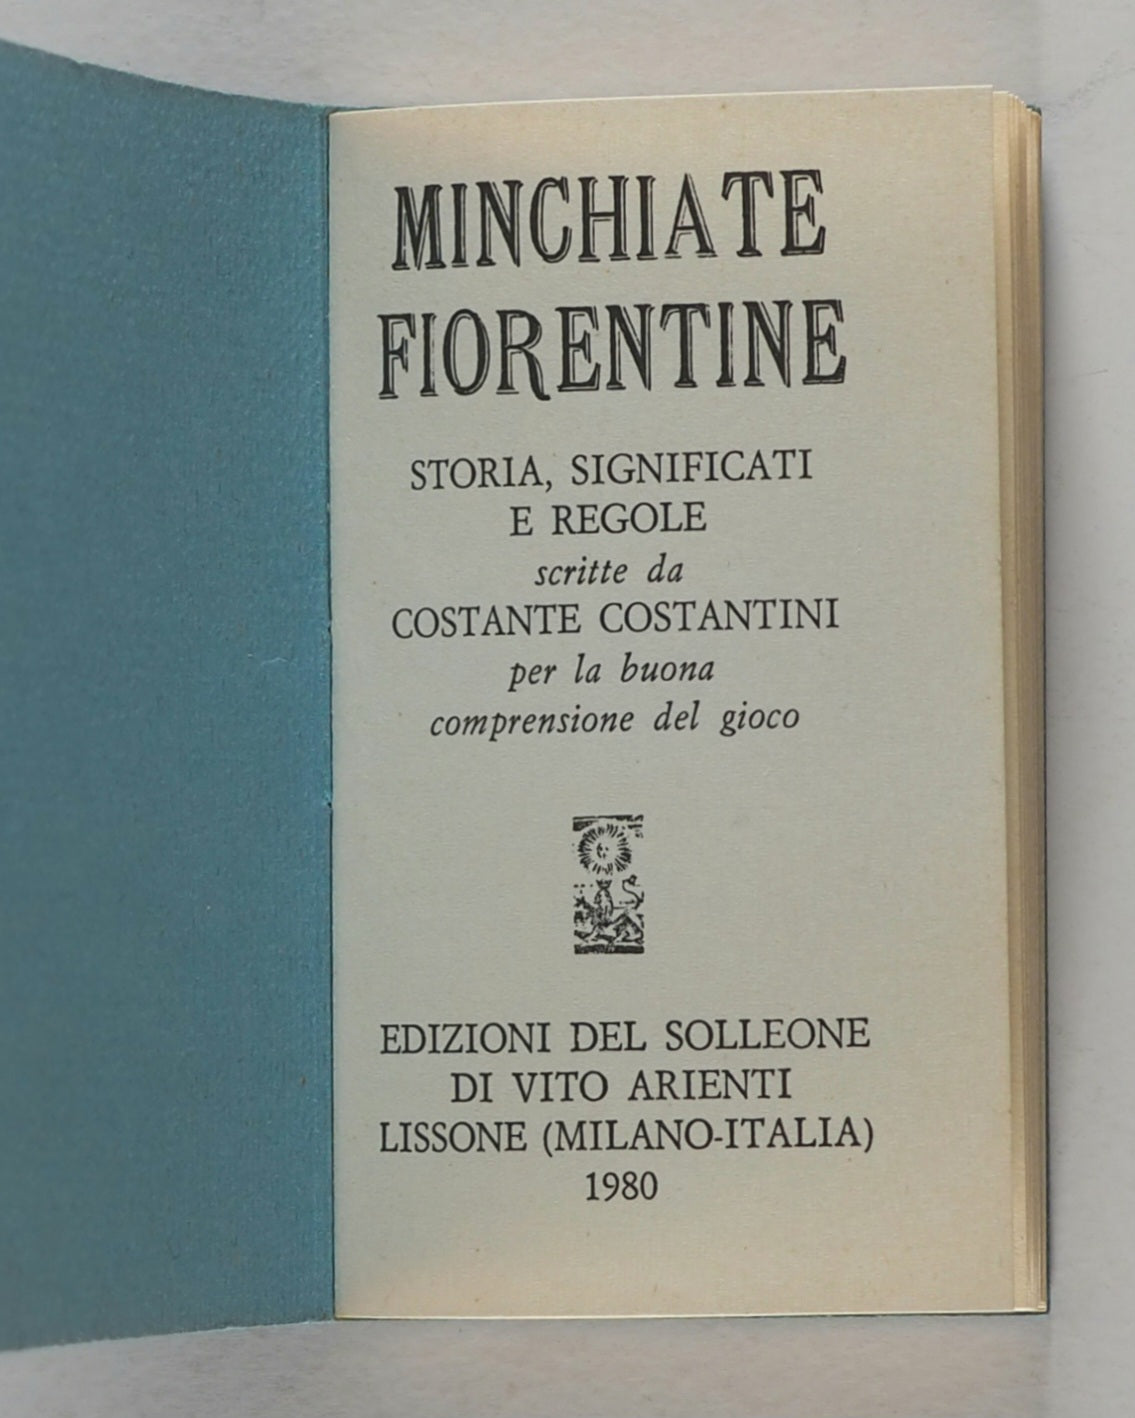 MINCHIATE
FIORENTINE
STORIA, SIGNIFICATI
E REGOLE
scritte da
COSTANTE COSTANTINI
per la buona
comprensione del gioco
EDIZIONI DEL SOLLEONE
DI VITO ARIENTI
LISSONE (MILANO-ITALIA)
1980